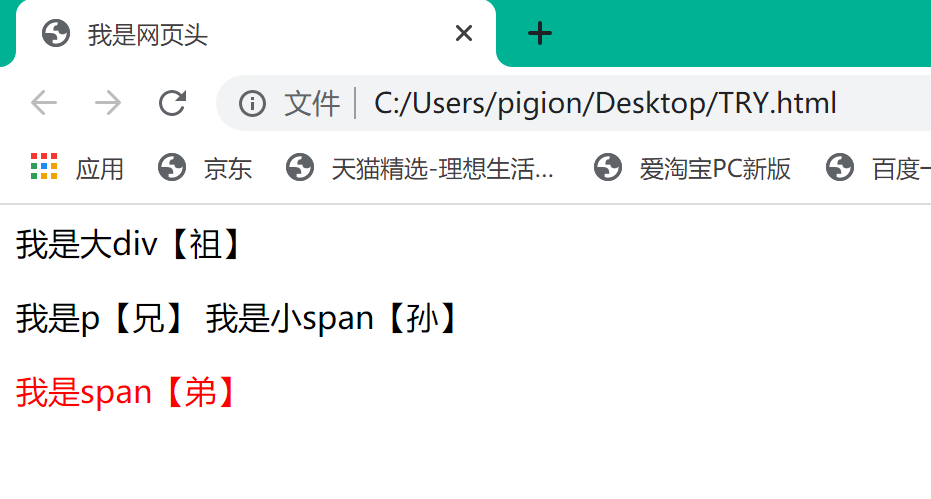 我是网页头
文件 C:/Users/pigion/Desktop/TRY.html
应用 京东 天猫精选-理想生活... 爱淘宝PC新版 百度一
我是大div【祖】
我是p【兄】 我是小span【孙】
我是span【弟】